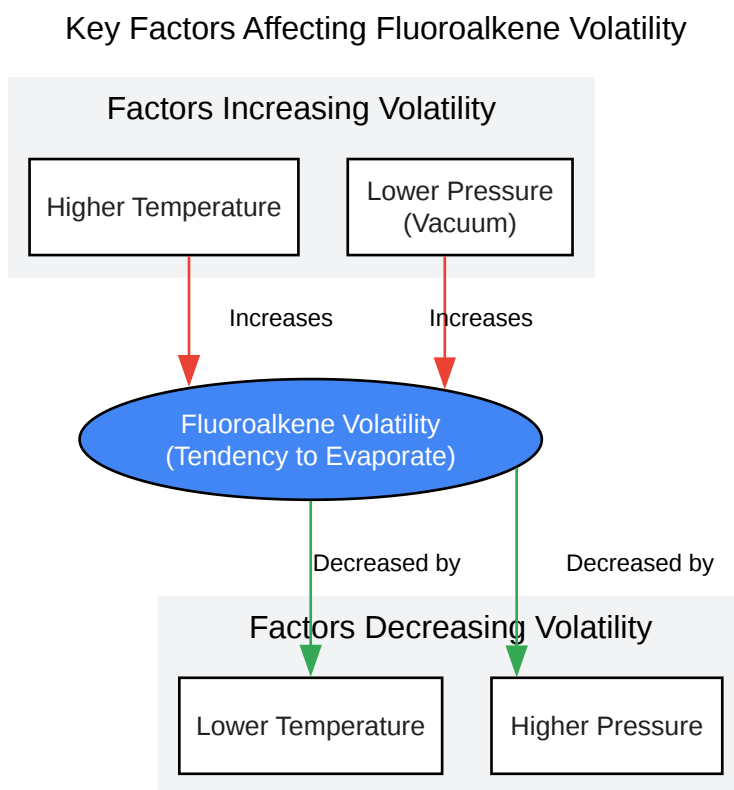 Key Factors Affecting Fluoroalkene Volatility
Factors Increasing Volatility
Higher Temperature
Lower Pressure
(Vacuum)
Increases
Increases
Fluoroalkene Volatility
(Tendency to Evaporate)
Decreased by
Decreased by
Factors Decreasing Volatility
Lower Temperature
Higher Pressure